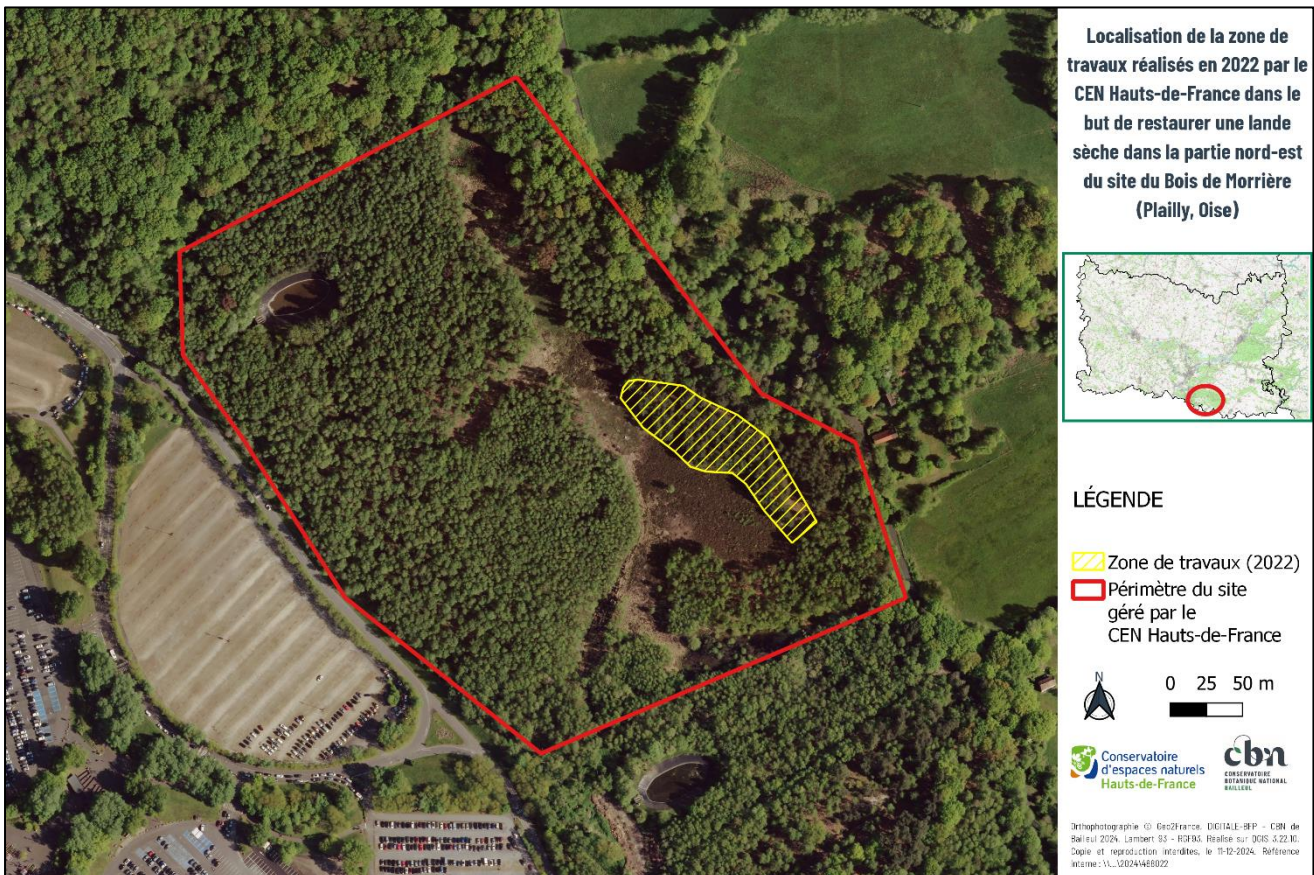 Localisation de la zone de
travaux réalisés en 2022 par le
CEN Hauts-de-France dans le
but de restaurer une lande
sèche dans la partie nord-est
du site du Bois de Morrière
(Plailly, Oise)
LÉGENDE
Zone de travaux (2022)
Périmètre du site
géré par le
CEN Hauts-de-France
N
0 25 50 m
Conservatoire
d'espaces naturels
Hauts-de-France
cbn
CONSERVATOIRE
BOTANIQUE NATIONAL
BAILLEUL
Orthophotographie © Geo2France. DIGITALE-BFP - CBN de
Bailleul 2024. Lambert 93 - RGF93. Réalisé sur QGIS 3.22.10.
Copie et reproduction interdites, le 11-12-2024. Référence
interne : \\...\2024\488022